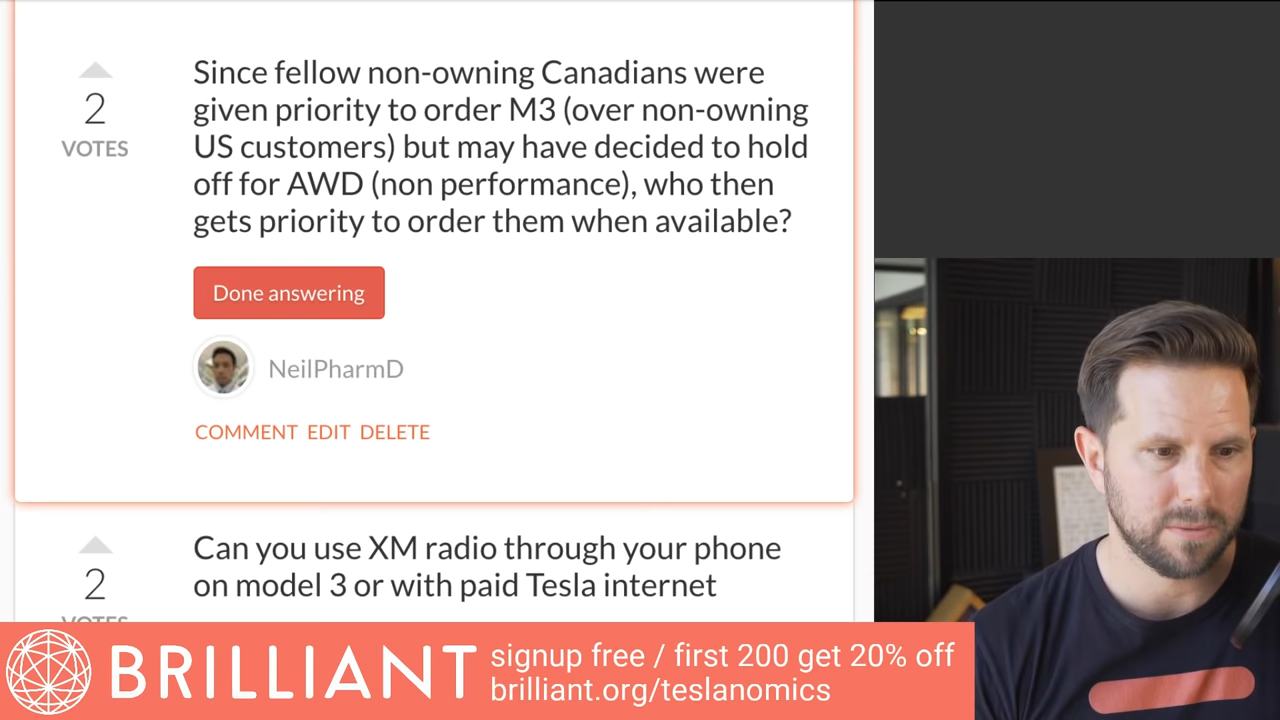 2
VOTES
Since fellow non-owning Canadians were
given priority to order M3 (over non-owning
US customers) but may have decided to hold
off for AWD (non performance), who then
gets priority to order them when available?
Done answering
NeilPharmD
COMMENT EDIT DELETE
2
VOTES
Can you use XM radio through your phone
on model 3 or with paid Tesla internet
BRILLIANT
signup free / first 200 get 20% off
brilliant.org/teslanomics